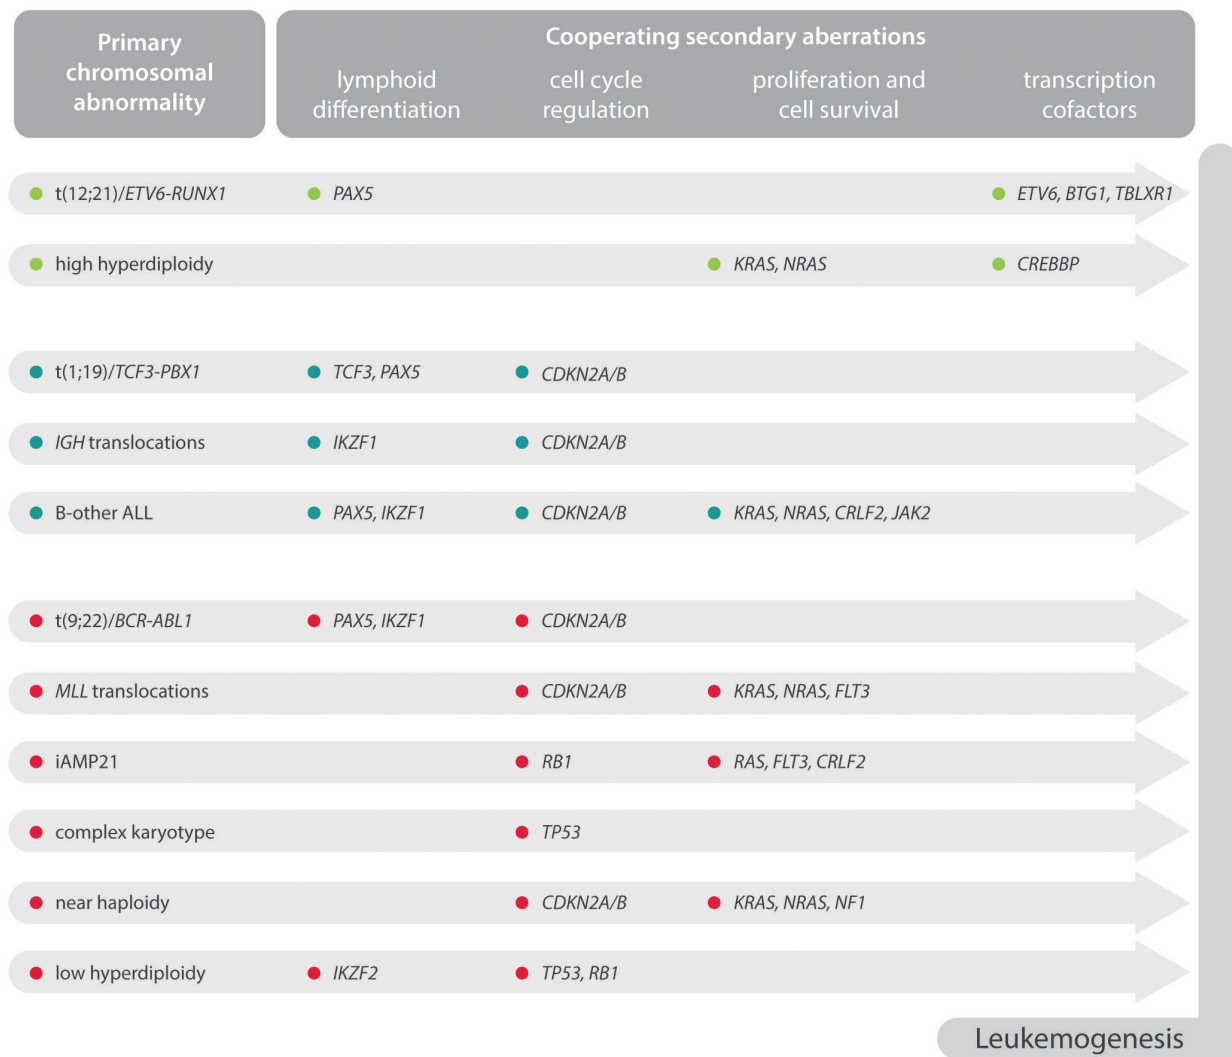 Primary
chromosomal
abnormality
Cooperating secondary aberrations
lymphoid
differentiation
cell cycle
regulation
proliferation and
cell survival
transcription
cofactors
t(12;21)/ETV6-RUNX1 PAX5 ETV6, BTG1, TBLXR1
high hyperdiploidy KRAS, NRAS CREBBP
t(1;19)/TCF3-PBX1 TCF3, PAX5 CDKN2A/B
IGH translocations IKZF1 CDKN2A/B
B-other ALL PAX5, IKZF1 CDKN2A/B KRAS, NRAS, CRLF2, JAK2
t(9;22)/BCR-ABL1 PAX5, IKZF1 CDKN2A/B
MLL translocations CDKN2A/B KRAS, NRAS, FLT3
iAMP21 RB1 RAS, FLT3, CRLF2
complex karyotype TP53
near haploidy CDKN2A/B KRAS, NRAS, NF1
low hyperdiploidy IKZF2 TP53, RB1
Leukemogenesis